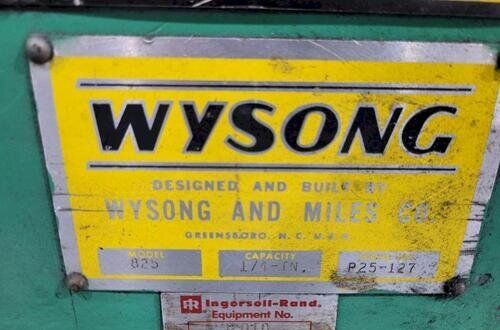 WYSONG
DESIGNED AND BUILT BY
WYSONG AND MILES CO.
GREENSBORO, N.C. U.S.A.
MODEL CAPACITY
825 1/4-IN. P25-127
IR Ingersoll-Rand.
Equipment No.